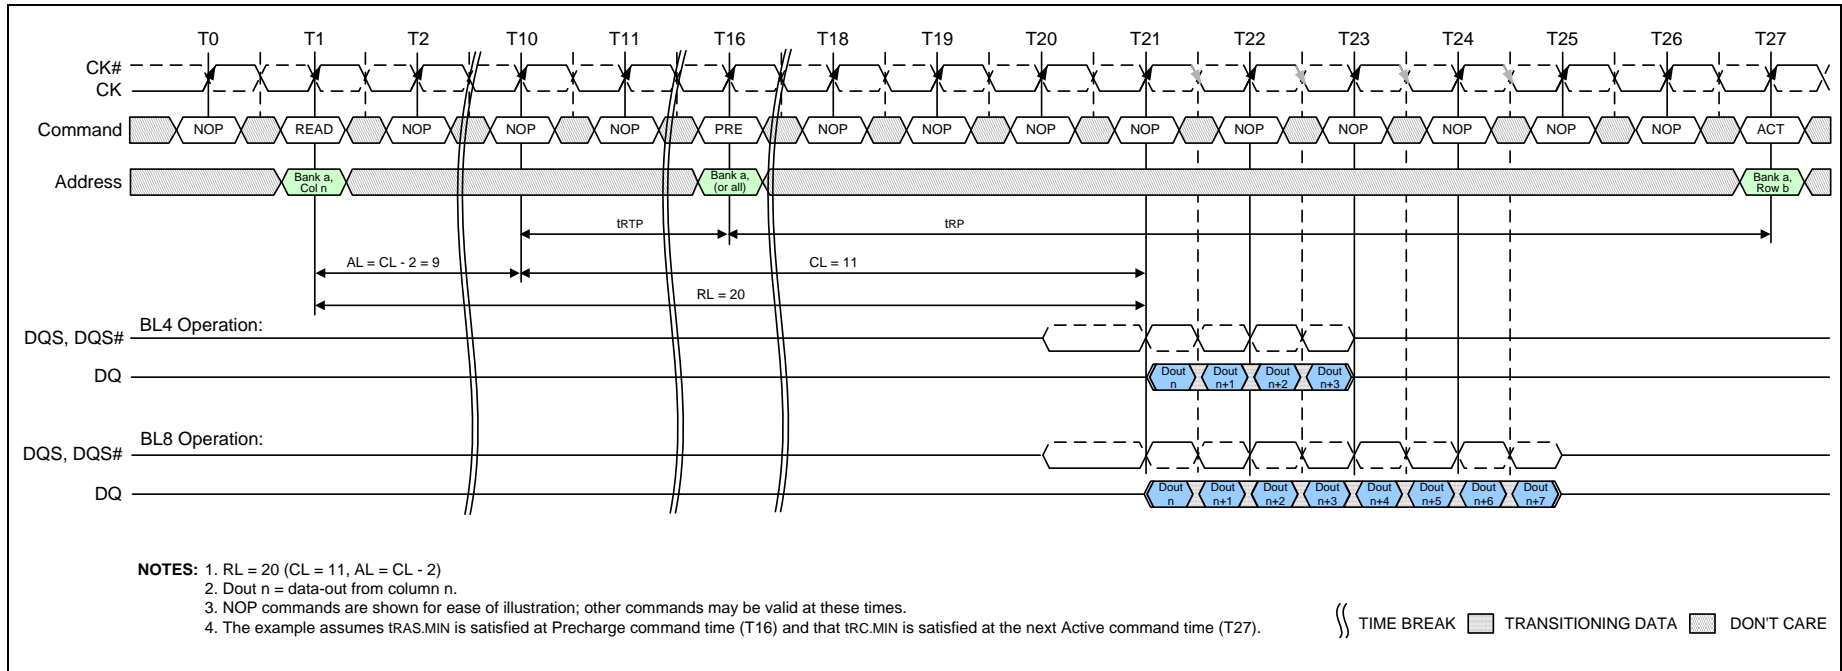 T0 T1 T2 T10 T11 T16 T18 T19 T20 T21 T22 T23 T24 T25 T26 T27
CK#
CK
Command NOP READ NOP NOP NOP PRE NOP NOP NOP NOP NOP NOP NOP NOP NOP ACT
Address Bank a, Col n Bank a, (or all) Bank a, Row b
tRTP tRP
AL = CL - 2 = 9 CL = 11
RL = 20
BL4 Operation:
DQS, DQS#
DQ Dout n Dout n+1 Dout n+2 Dout n+3
BL8 Operation:
DQS, DQS#
DQ Dout n Dout n+1 Dout n+2 Dout n+3 Dout n+4 Dout n+5 Dout n+6 Dout n+7
NOTES: 1. RL = 20 (CL = 11, AL = CL - 2)
2. Dout n = data-out from column n.
3. NOP commands are shown for ease of illustration; other commands may be valid at these times.
4. The example assumes tRAS.MIN is satisfied at Precharge command time (T16) and that tRC.MIN is satisfied at the next Active command time (T27).
TIME BREAK TRANSITIONING DATA DON'T CARE